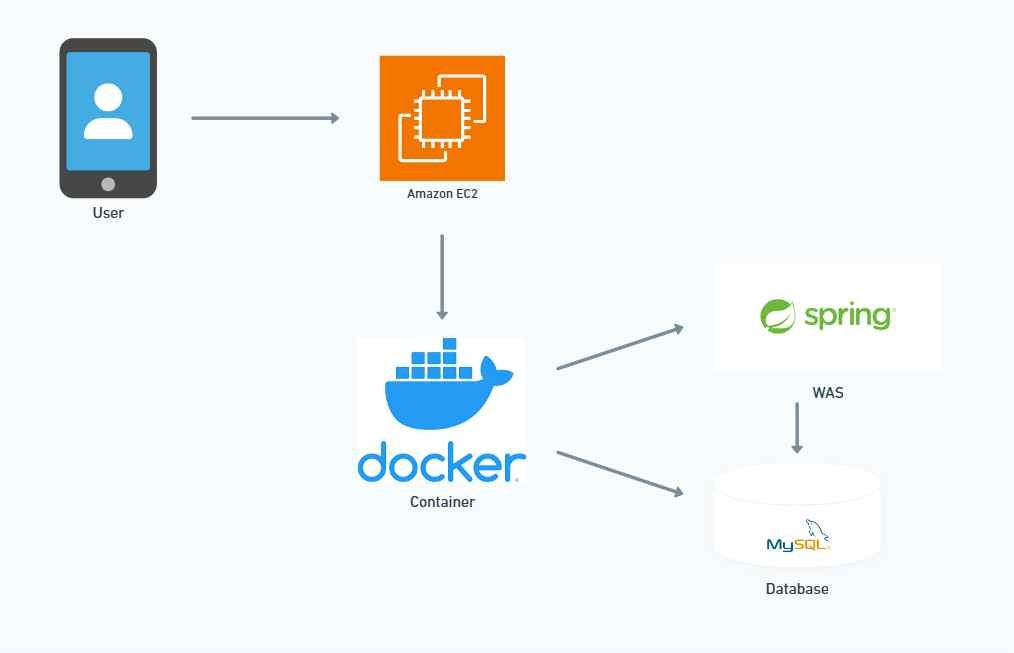 User
Amazon EC2
docker
Container
spring
WAS
MySQL
Database